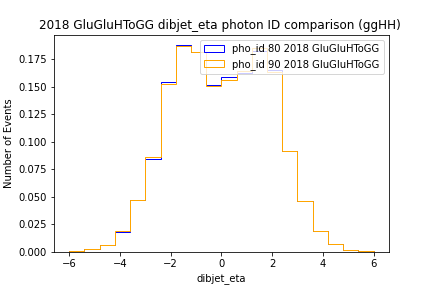 2018 GluGluHToGG dibjet_eta photon ID comparison (ggHH)
pho_id 80 2018 GluGluHToGG
pho_id 90 2018 GluGluHToGG
Number of Events
0.175
0.150
0.125
0.100
0.075
0.050
0.025
0.000
−6 −4 −2 0 2 4 6
dibjet_eta